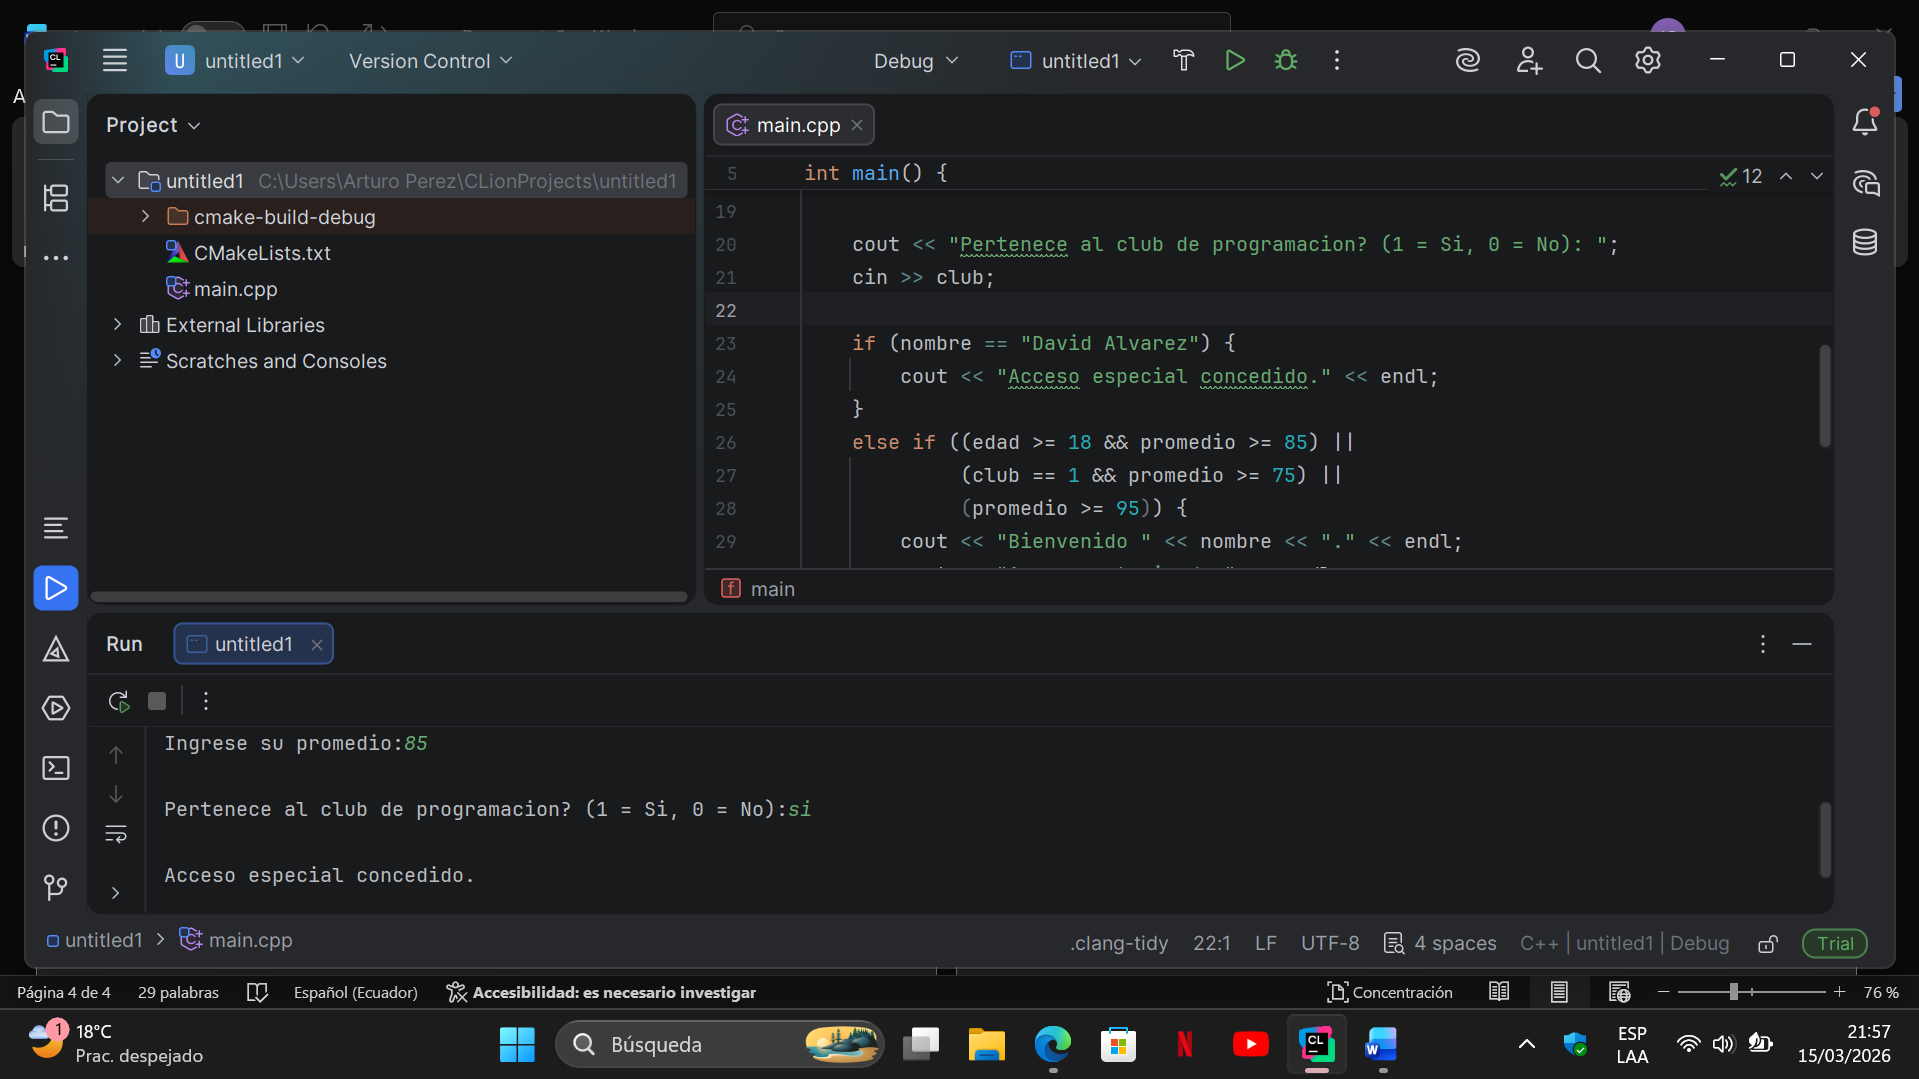 U untitled1
Version Control
Debug
untitled1
A
Project
main.cpp
untitled1 C:\Users\Arturo Perez\CLionProjects\untitled1
cmake-build-debug
CMakeLists.txt
main.cpp
External Libraries
Scratches and Consoles
5 int main() {
12
19
20 cout << "Pertenece al club de programacion? (1 = Si, 0 = No): ";
21 cin >> club;
22
23 if (nombre == "David Alvarez") {
24 cout << "Acceso especial concedido." << endl;
25 }
26 else if ((edad >= 18 && promedio >= 85) ||
27 (club == 1 && promedio >= 75) ||
28 (promedio >= 95)) {
29 cout << "Bienvenido " << nombre << "." << endl;
main
Run untitled1
Ingrese su promedio:85
Pertenece al club de programacion? (1 = Si, 0 = No):si
Acceso especial concedido.
untitled1 > main.cpp
.clang-tidy 22:1 LF UTF-8 4 spaces C++ | untitled1 | Debug Trial
Página 4 de 4 29 palabras Español (Ecuador) Accesibilidad: es necesario investigar Concentración 76 %
1 18°C
Prac. despejado
Búsqueda
ESP
LAA
21:57
15/03/2026